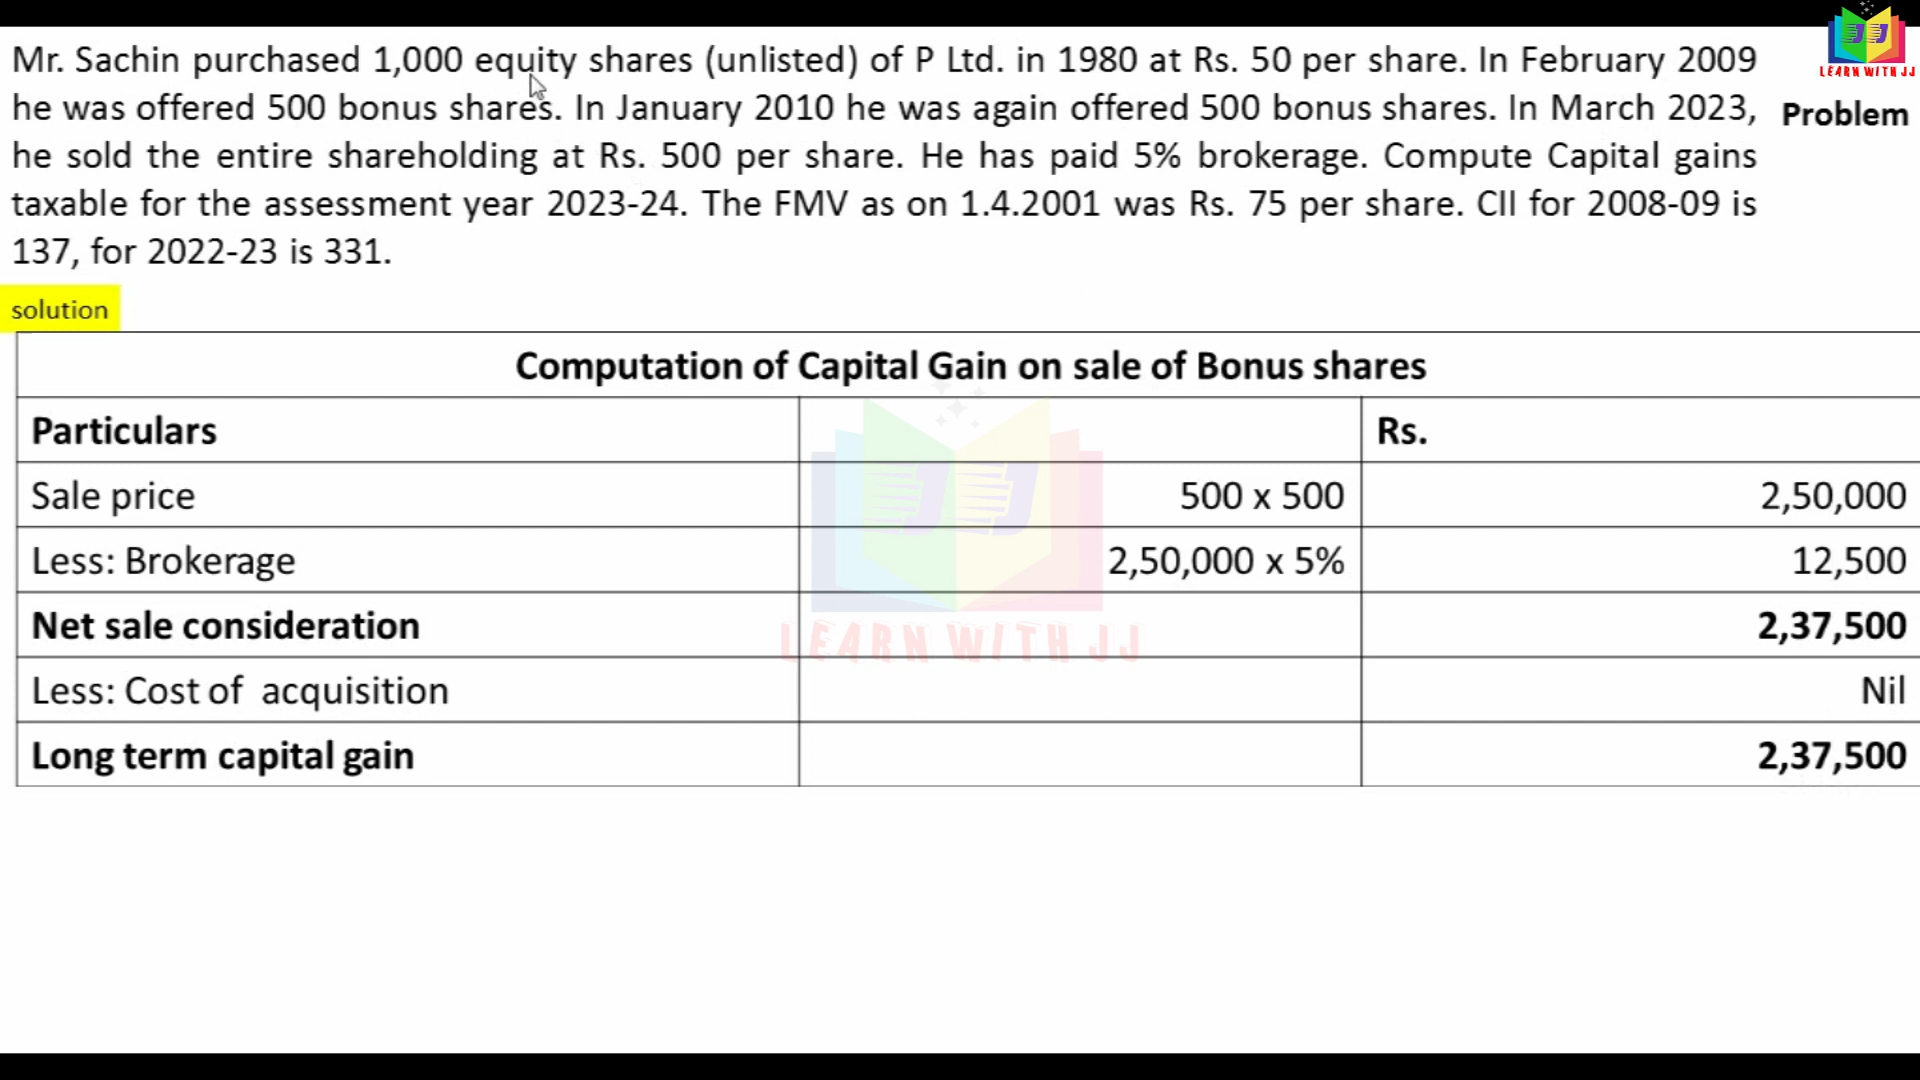 Mr. Sachin purchased 1,000 equity shares (unlisted) of P Ltd. in 1980 at Rs. 50 per share. In February 2009
he was offered 500 bonus shares. In January 2010 he was again offered 500 bonus shares. In March 2023,
he sold the entire shareholding at Rs. 500 per share. He has paid 5% brokerage. Compute Capital gains
taxable for the assessment year 2023-24. The FMV as on 1.4.2001 was Rs. 75 per share. CII for 2008-09 is
137, for 2022-23 is 331.
JJ
LEARN WITH JJ
Problem
solution
Computation of Capital Gain on sale of Bonus shares
Particulars Rs.
Sale price 500 x 500 2,50,000
Less: Brokerage 2,50,000 x 5% 12,500
Net sale consideration 2,37,500
Less: Cost of acquisition Nil
Long term capital gain 2,37,500
JJ
LEARN WITH JJ